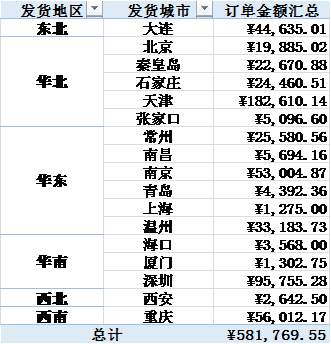 发货地区 发货城市 订单金额汇总
东北 大连 ¥44,635.01
华北 北京 ¥19,885.02
秦皇岛 ¥22,670.88
石家庄 ¥24,460.51
天津 ¥182,610.14
张家口 ¥5,096.60
华东 常州 ¥25,580.56
南昌 ¥5,694.16
南京 ¥53,004.87
青岛 ¥4,392.36
上海 ¥1,275.00
温州 ¥33,183.73
华南 海口 ¥3,568.00
厦门 ¥1,302.75
深圳 ¥95,755.28
西北 西安 ¥2,642.50
西南 重庆 ¥56,012.17
总计 ¥581,769.55